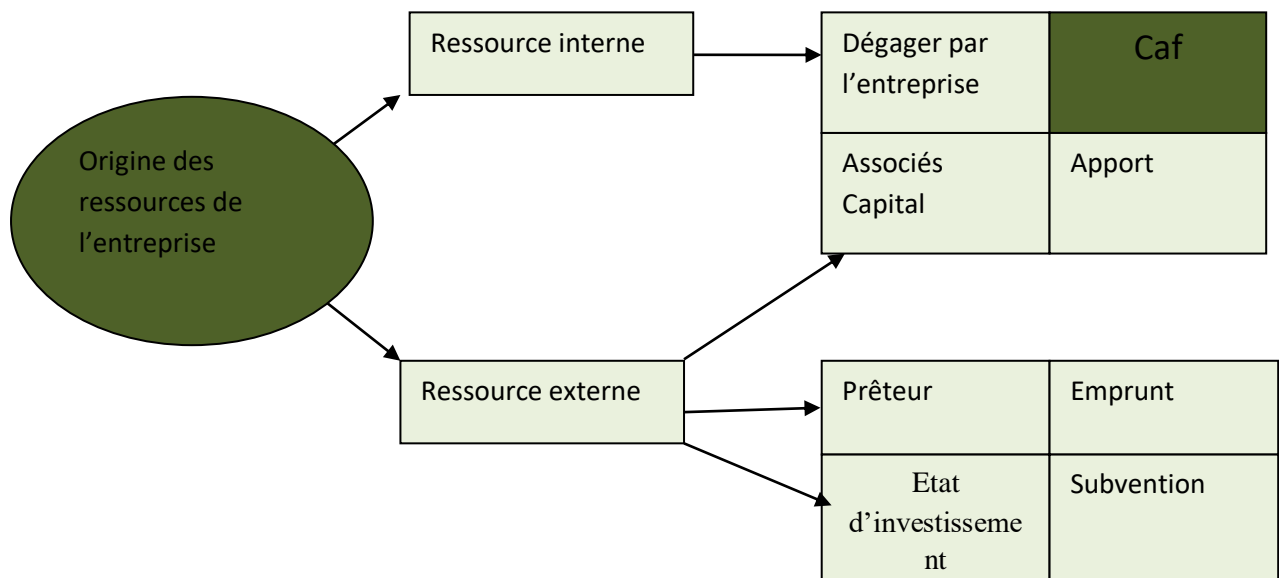 Ressource interne
Dégager par
l'entreprise
Caf
Origine des
ressources de
l'entreprise
Associés
Capital
Apport
Ressource externe
Prêteur
Emprunt
Etat
d'investisseme
nt
Subvention